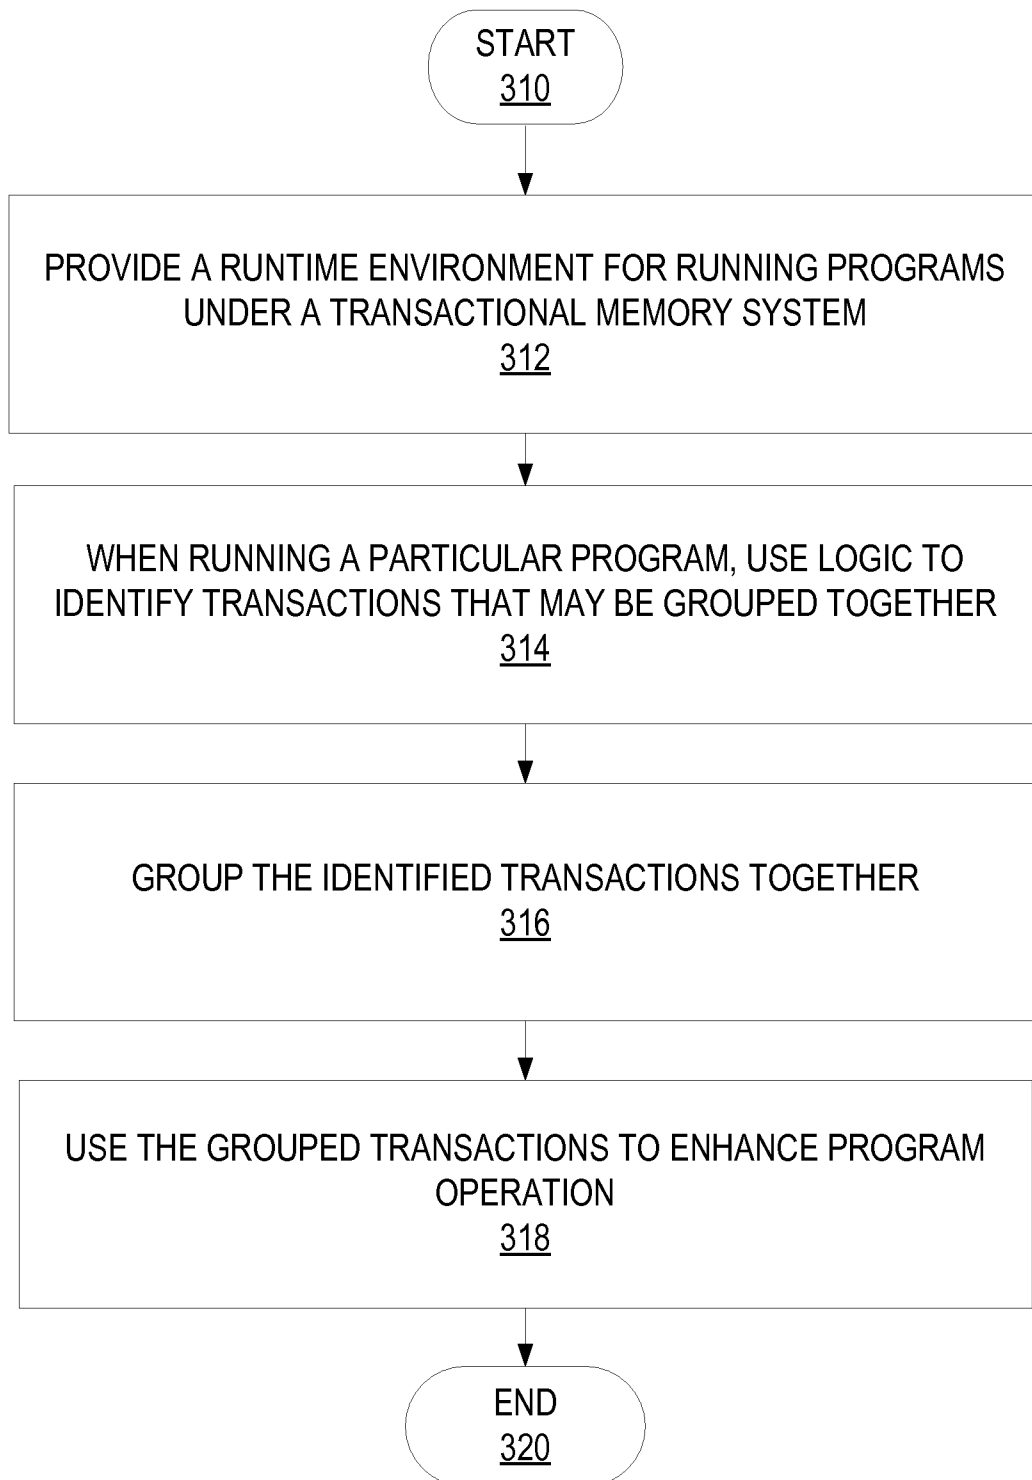 START
310
PROVIDE A RUNTIME ENVIRONMENT FOR RUNNING PROGRAMS
UNDER A TRANSACTIONAL MEMORY SYSTEM
312
WHEN RUNNING A PARTICULAR PROGRAM, USE LOGIC TO
IDENTIFY TRANSACTIONS THAT MAY BE GROUPED TOGETHER
314
GROUP THE IDENTIFIED TRANSACTIONS TOGETHER
316
USE THE GROUPED TRANSACTIONS TO ENHANCE PROGRAM
OPERATION
318
END
320